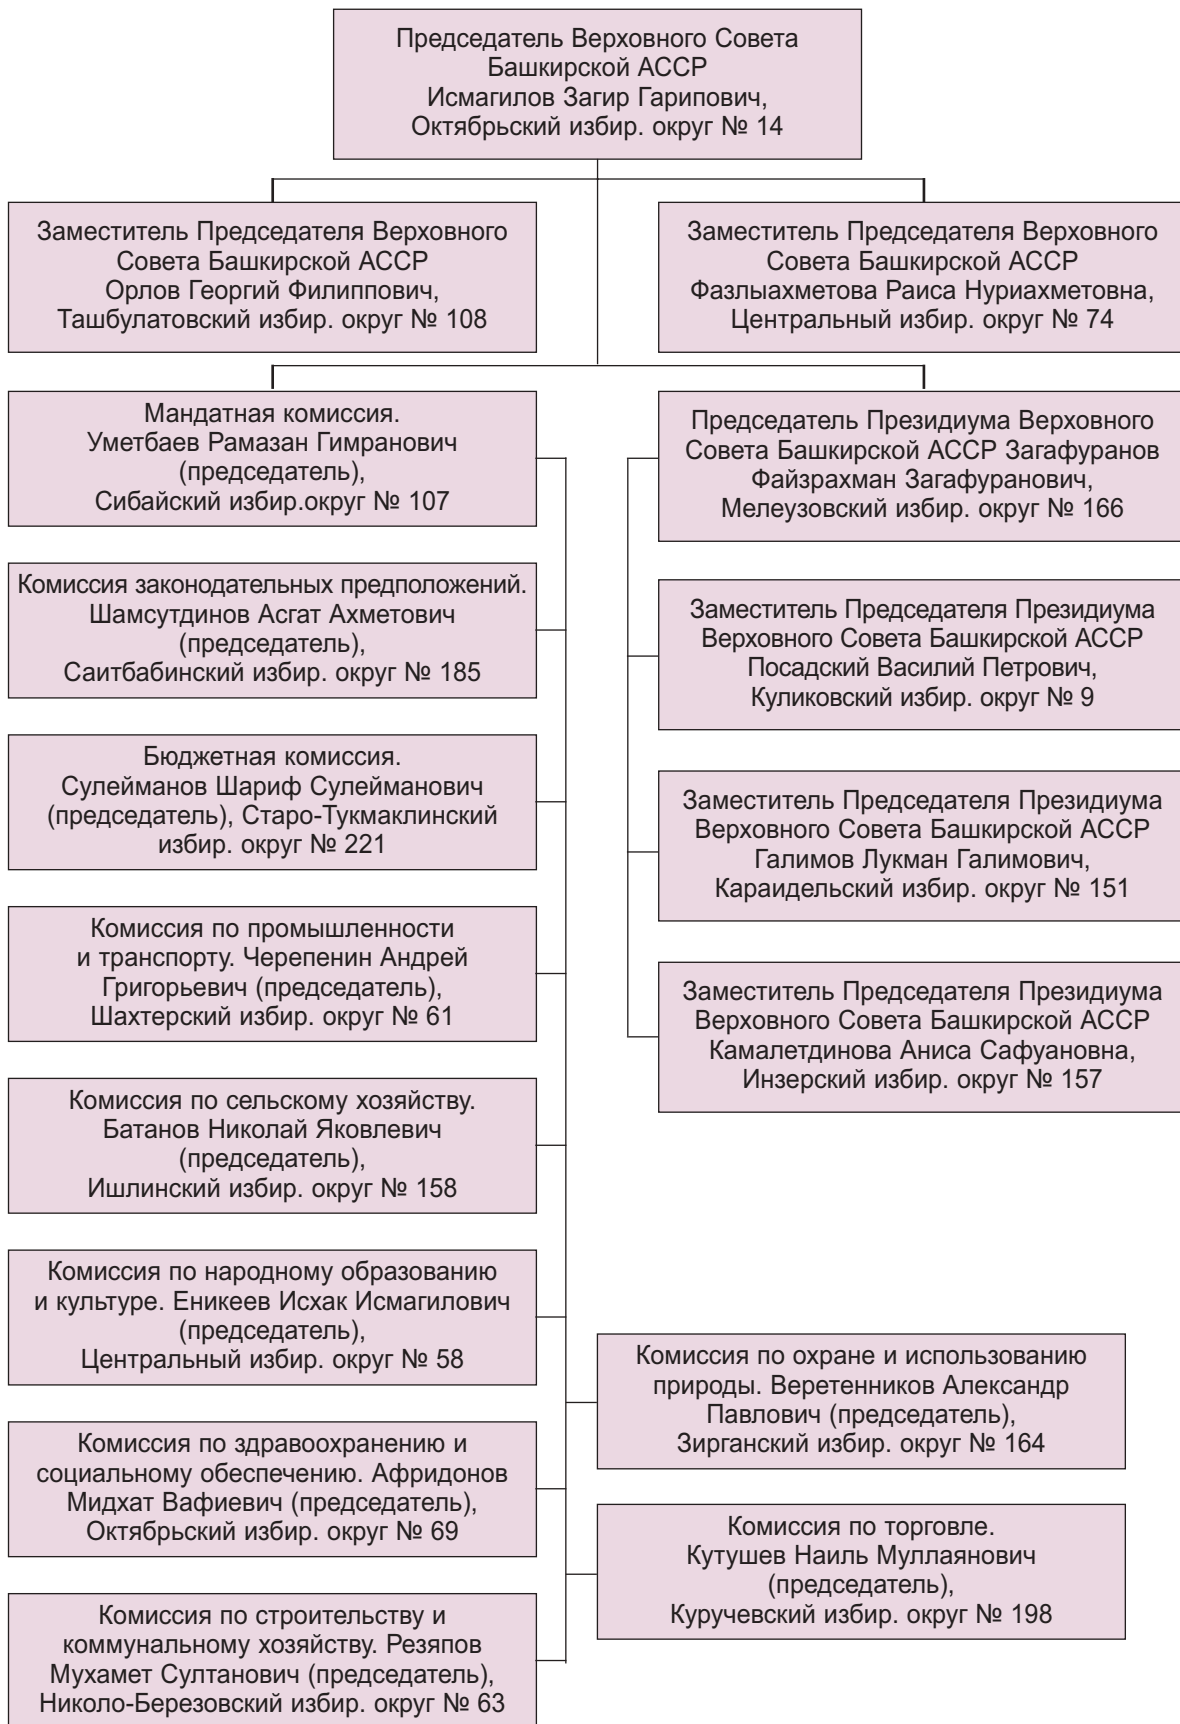 Председатель Верховного Совета
Башкирской АССР
Исмагилов Загир Гарипович,
Октябрьский избир. округ № 14
Заместитель Председателя Верховного
Совета Башкирской АССР
Орлов Георгий Филиппович,
Ташбулатовский избир. округ № 108
Заместитель Председателя Верховного
Совета Башкирской АССР
Фазлыахметова Раиса Нуриахметовна,
Центральный избир. округ № 74
Мандатная комиссия.
Уметбаев Рамазан Гимранович
(председатель),
Сибайский избир.округ № 107
Комиссия законодательных предположений.
Шамсутдинов Асгат Ахметович
(председатель),
Саитбабинский избир. округ № 185
Бюджетная комиссия.
Сулейманов Шариф Сулейманович
(председатель), Старо-Тукмаклинский
избир. округ № 221
Комиссия по промышленности
и транспорту. Черепенин Андрей
Григорьевич (председатель),
Шахтерский избир. округ № 61
Комиссия по сельскому хозяйству.
Батанов Николай Яковлевич
(председатель),
Ишлинский избир. округ № 158
Комиссия по народному образованию
и культуре. Еникеев Исхак Исмагилович
(председатель),
Центральный избир. округ № 58
Комиссия по здравоохранению и
социальному обеспечению. Афридонов
Мидхат Вафиевич (председатель),
Октябрьский избир. округ № 69
Комиссия по строительству и
коммунальному хозяйству. Резяпов
Мухамет Султанович (председатель),
Николо-Березовский избир. округ № 63
Председатель Президиума Верховного
Совета Башкирской АССР Загафуранов
Файзрахман Загафуранович,
Мелеузовский избир. округ № 166
Заместитель Председателя Президиума
Верховного Совета Башкирской АССР
Посадский Василий Петрович,
Куликовский избир. округ № 9
Заместитель Председателя Президиума
Верховного Совета Башкирской АССР
Галимов Лукман Галимович,
Караидельский избир. округ № 151
Заместитель Председателя Президиума
Верховного Совета Башкирской АССР
Камалетдинова Аниса Сафуановна,
Инзерский избир. округ № 157
Комиссия по охране и использованию
природы. Веретенников Александр
Павлович (председатель),
Зирганский избир. округ № 164
Комиссия по торговле.
Кутушев Наиль Муллаянович
(председатель),
Куручевский избир. округ № 198